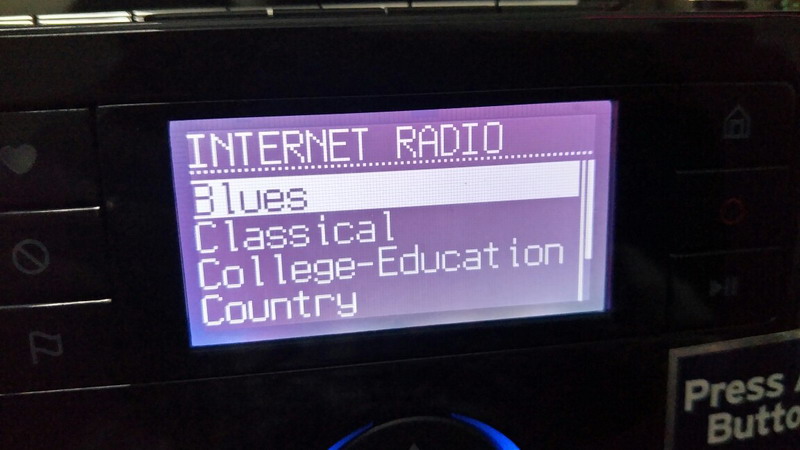 INTERNET RADIO
Blues
Classical
College-Education
Country
Press
Butto